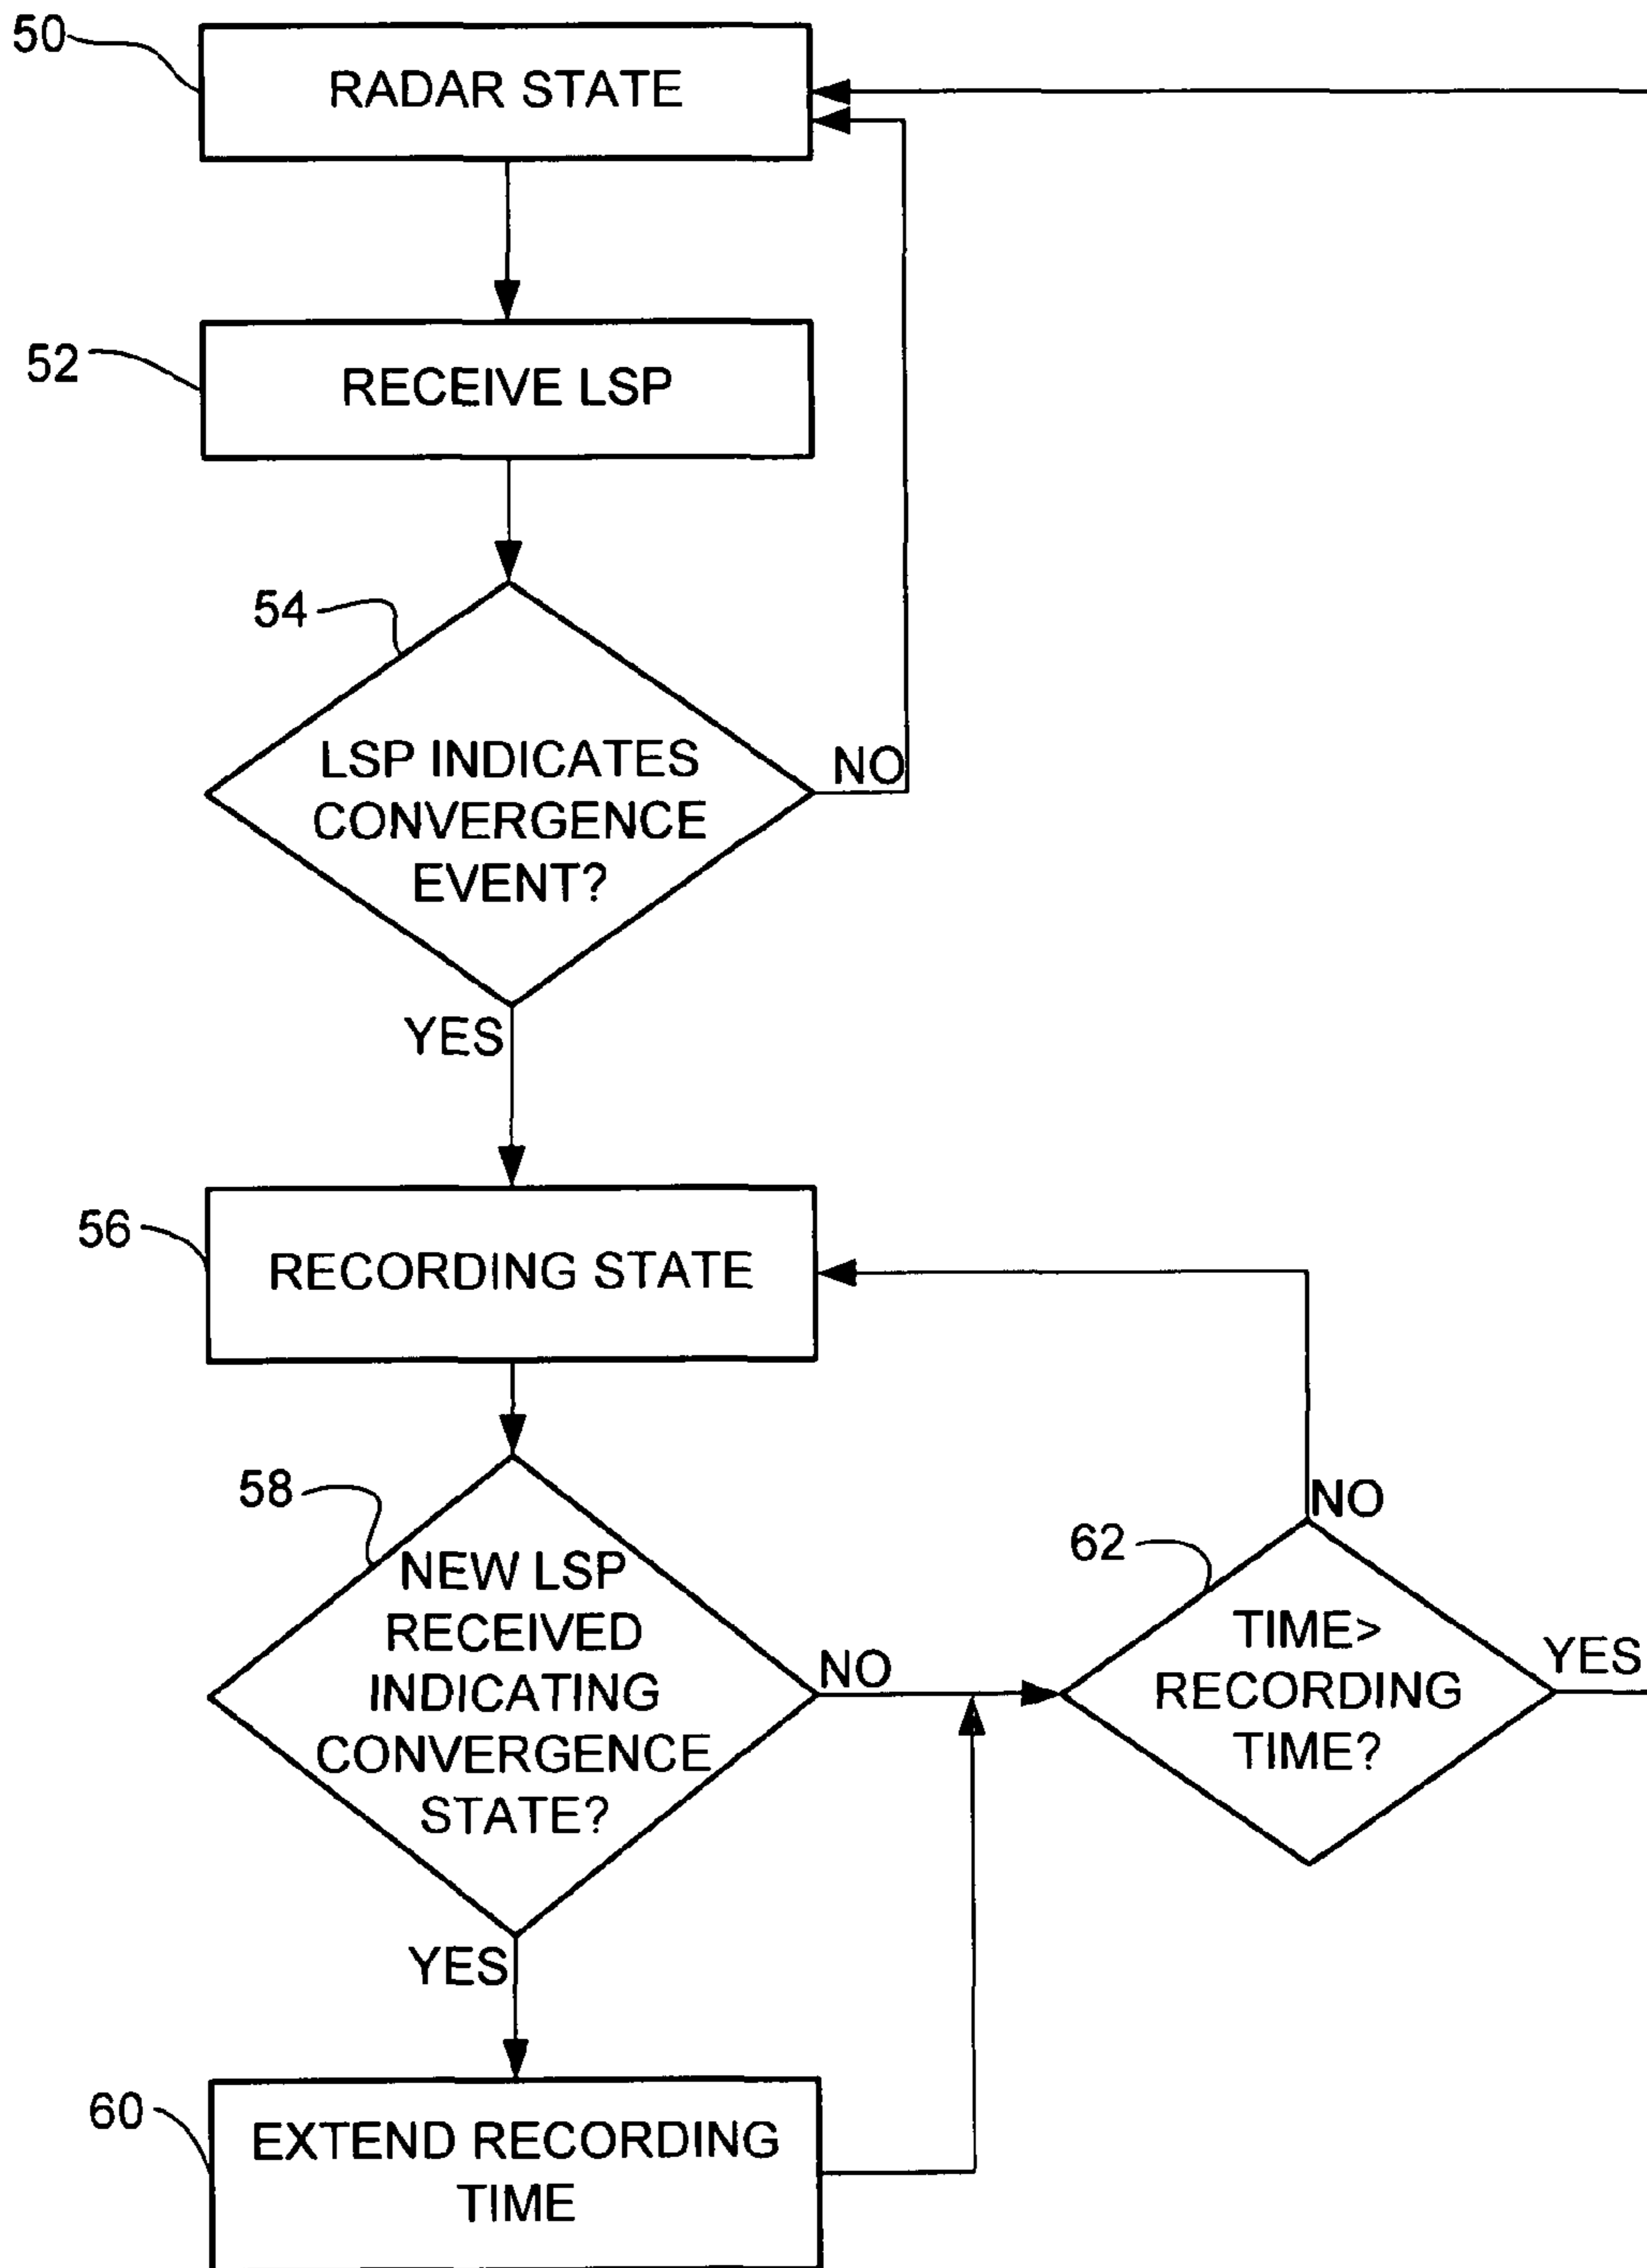 50
RADAR STATE
52
RECEIVE LSP
54
LSP INDICATES
CONVERGENCE
EVENT?
NO
YES
56
RECORDING STATE
58
NEW LSP
RECEIVED
INDICATING
CONVERGENCE
STATE?
NO
YES
62
NO
TIME>
RECORDING
TIME?
YES
60
EXTEND RECORDING
TIME